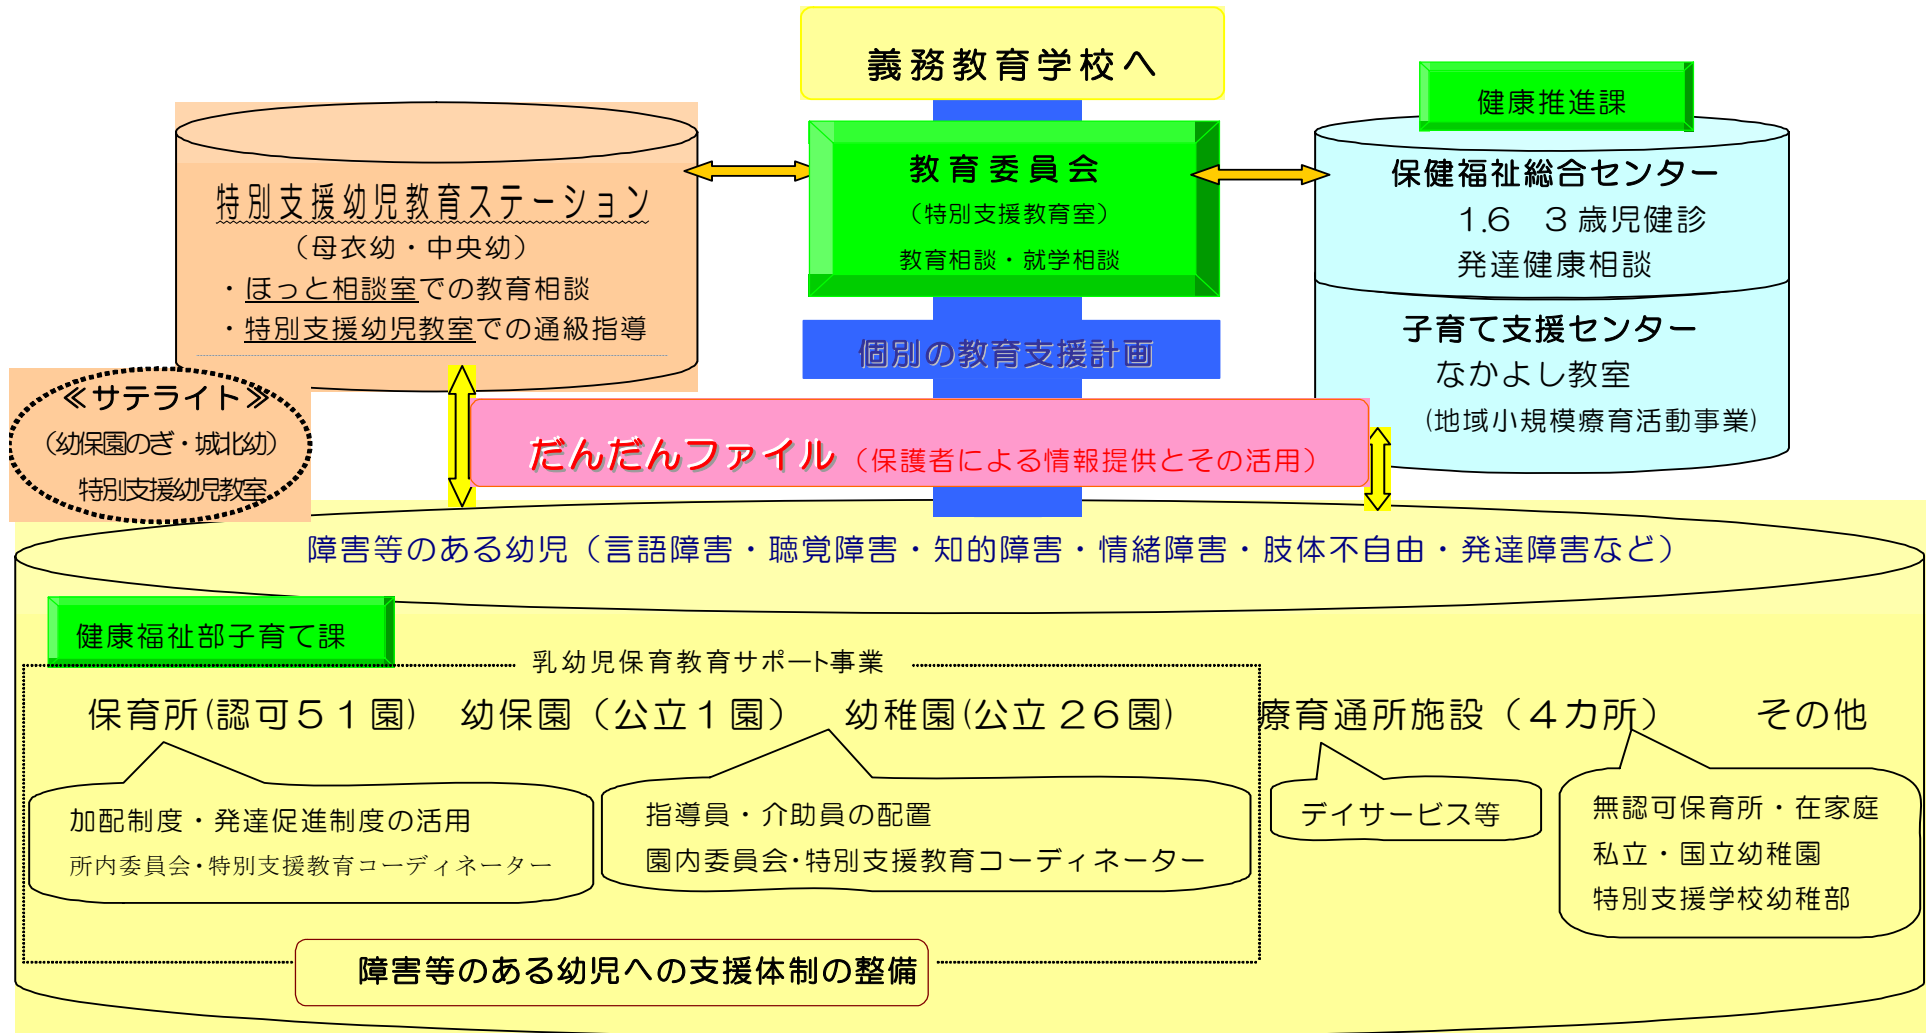 義務教育学校へ
健康推進課
教育委員会
（特別支援教育室）
教育相談・就学相談
特別支援幼児教育ステーション
（母衣幼・中央幼）
・ほっと相談室での教育相談
・特別支援幼児教室での通級指導
保健福祉総合センター
1.6　３歳児健診
発達健康相談
子育て支援センター
なかよし教室
(地域小規模療育活動事業)
個別の教育支援計画
≪サテライト≫
（幼保園のぎ・城北幼）
特別支援幼児教室
だんだんファイル（保護者による情報提供とその活用）
障害等のある幼児（言語障害・聴覚障害・知的障害・情緒障害・肢体不自由・発達障害など）
健康福祉部子育て課
乳幼児保育教育サポート事業
保育所(認可５１園)　幼保園（公立１園）　幼稚園(公立２６園)　療育通所施設（４カ所）　その他
加配制度・発達促進制度の活用
所内委員会・特別支援教育コーディネーター
指導員・介助員の配置
園内委員会・特別支援教育コーディネーター
デイサービス等
無認可保育所・在家庭
私立・国立幼稚園
特別支援学校幼稚部
障害等のある幼児への支援体制の整備